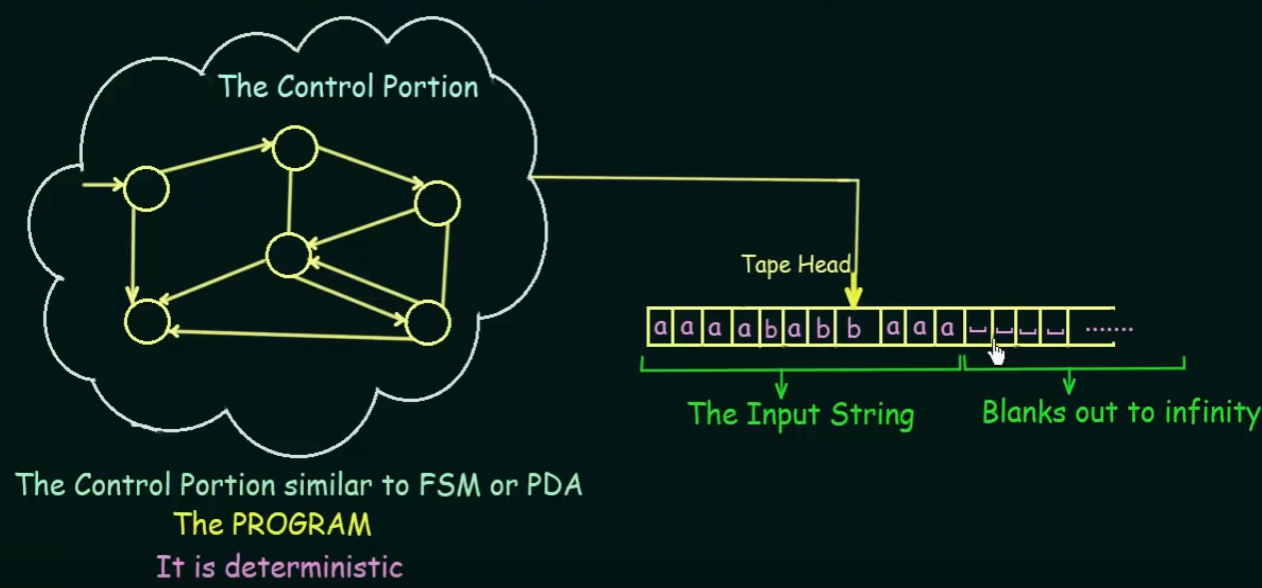 The Control Portion
Tape Head
a a a a b a b b a a a ␣ ␣ ␣ ␣ .......
The Input String
Blanks out to infinity
The Control Portion similar to FSM or PDA
The PROGRAM
It is deterministic